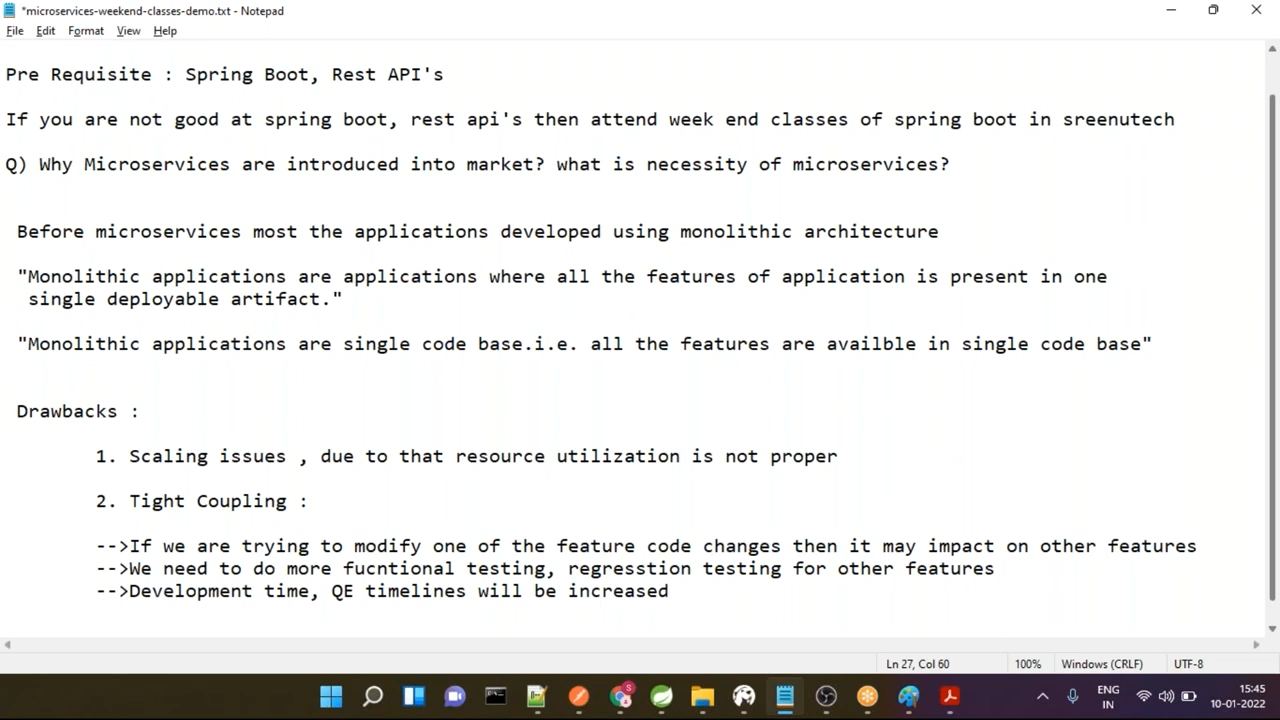 *microservices-weekend-classes-demo.txt - Notepad
File Edit Format View Help
Pre Requisite : Spring Boot, Rest API's
If you are not good at spring boot, rest api's then attend week end classes of spring boot in sreenutech
Q) Why Microservices are introduced into market? what is necessity of microservices?
Before microservices most the applications developed using monolithic architecture
"Monolithic applications are applications where all the features of application is present in one
single deployable artifact."
"Monolithic applications are single code base.i.e. all the features are availble in single code base"
Drawbacks :
1. Scaling issues , due to that resource utilization is not proper
2. Tight Coupling :
-->If we are trying to modify one of the feature code changes then it may impact on other features
-->We need to do more fucntional testing, regresstion testing for other features
-->Development time, QE timelines will be increased
Ln 27, Col 60 100% Windows (CRLF) UTF-8
S ENG 15:45
IN 10-01-2022